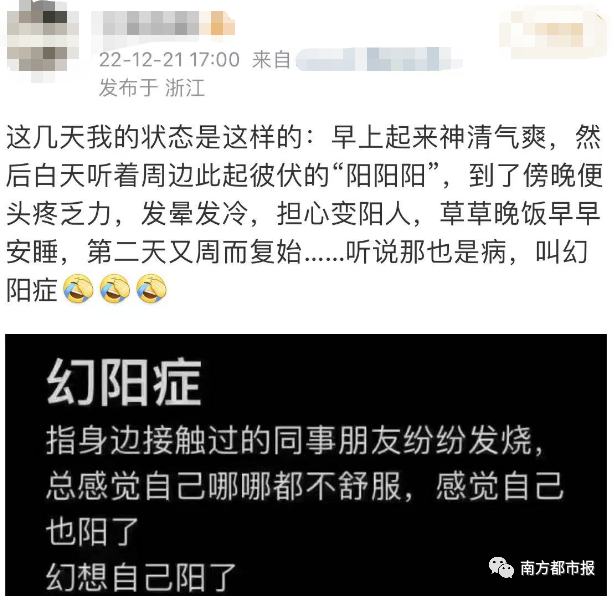 22-12-21 17:00 来自
发布于 浙江
这几天我的状态是这样的：早上起来神清气爽，然
后白天听着周边此起彼伏的“阳阳阳”，到了傍晚便
头疼乏力，发晕发冷，担心变阳人，草草晚饭早早
安睡，第二天又周而复始......听说那也是病，叫幻
阳症🤣🤣🤣
幻阳症
指身边接触过的同事朋友纷纷发烧，
总感觉自己哪哪都不舒服，感觉自己
也阳了
幻想自己阳了
南方都市报